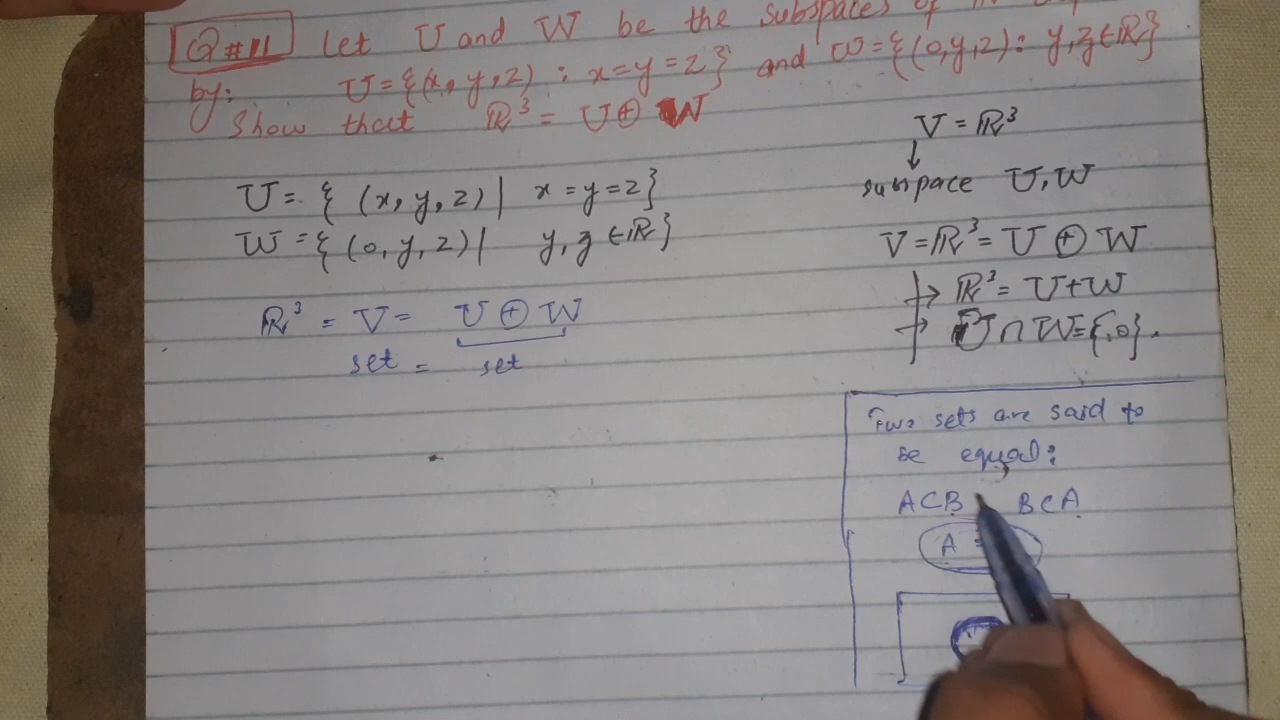 Q#11 Let U and W be the subspaces of
by: U={(x,y,z) : x=y=z} and W={(0,y,z): y,z∈ℝ}
Show that ℝ³ = U⊕W
V = ℝ³
↓
subspace U,W
U = { (x,y,z) | x=y=z}
W = { (0,y,z) | y,z∈ℝ}
V=ℝ³= U⊕W
→ ℝ³= U+W
→ U∩W={0}.
ℝ³ = V = U⊕W
set = set
Two sets are said to
be equal:
A⊂B B⊂A
A =